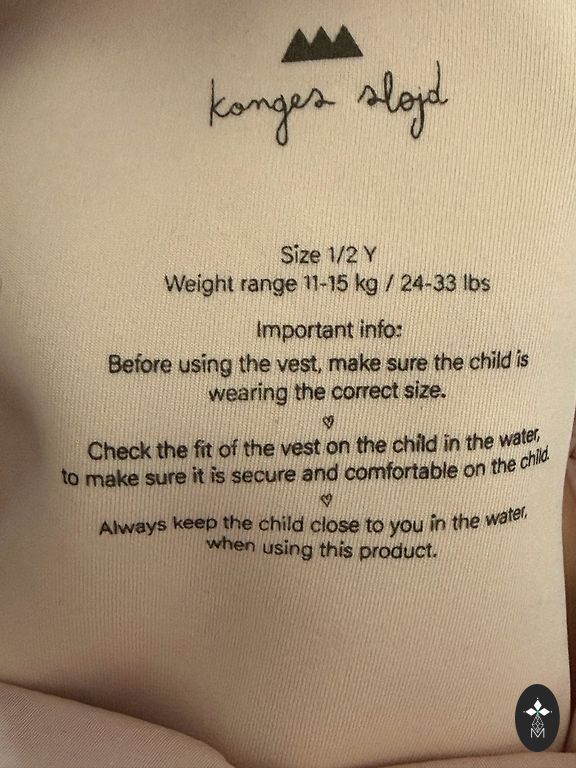 konges sløjd
Size 1/2 Y
Weight range 11-15 kg / 24-33 lbs
Important info:
Before using the vest, make sure the child is
wearing the correct size.
Check the fit of the vest on the child in the water,
to make sure it is secure and comfortable on the child.
Always keep the child close to you in the water,
when using this product.
M